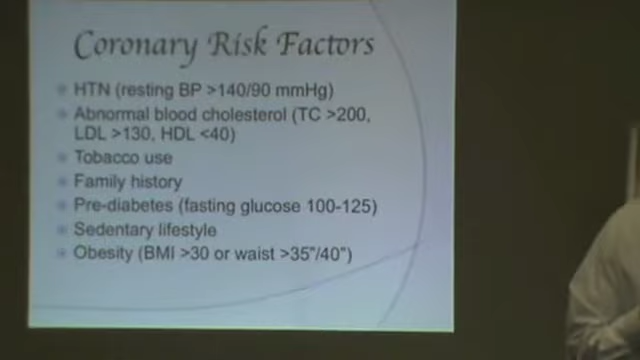 Coronary Risk Factors
HTN (resting BP >140/90 mmHg)
Abnormal blood cholesterol (TC >200,
LDL >130, HDL <40)
Tobacco use
Family history
Pre-diabetes (fasting glucose 100-125)
Sedentary lifestyle
Obesity (BMI >30 or waist >35"/40")